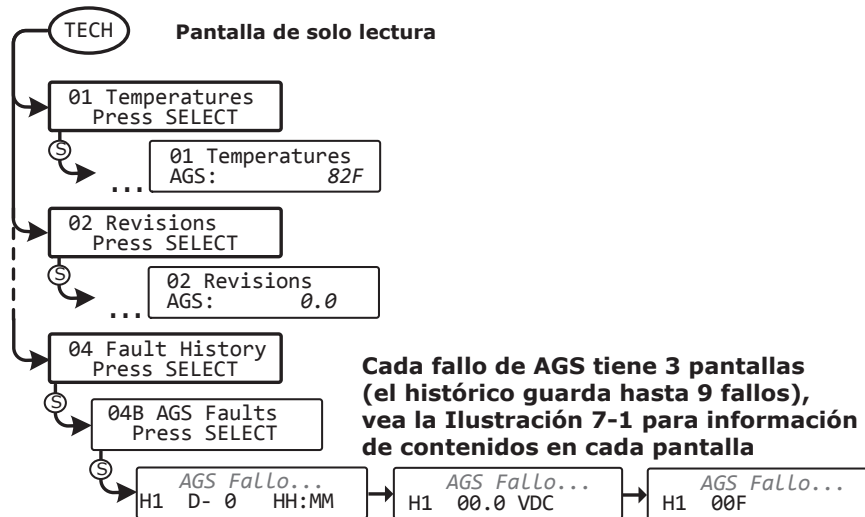 TECH
Pantalla de solo lectura
01 Temperatures
Press SELECT
S
01 Temperatures
... AGS: 82F
02 Revisions
Press SELECT
S
02 Revisions
... AGS: 0.0
04 Fault History
Press SELECT
Cada fallo de AGS tiene 3 pantallas
(el histórico guarda hasta 9 fallos),
vea la Ilustración 7-1 para información
de contenidos en cada pantalla
S
04B AGS Faults
Press SELECT
S
AGS Fallo...
H1 D- 0 HH:MM
AGS Fallo...
H1 00.0 VDC
AGS Fallo...
H1 00F